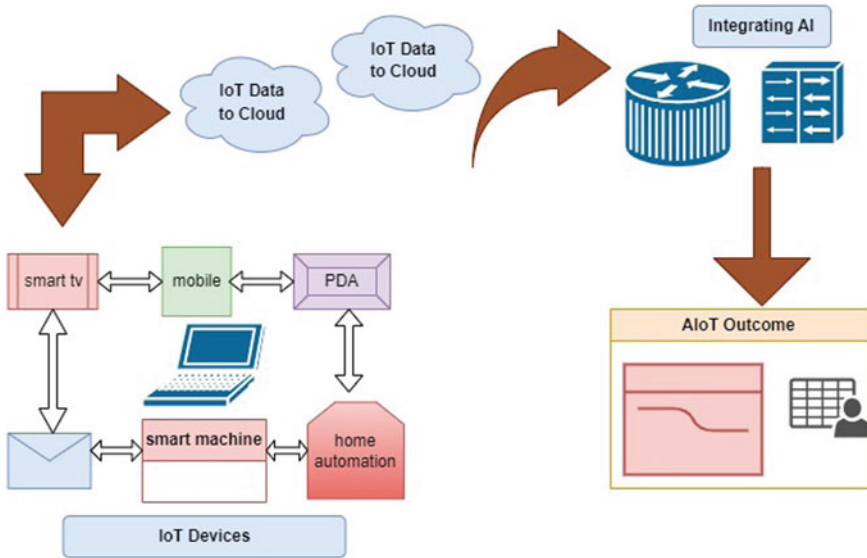 Integrating AI
IoT Data
to Cloud
IoT Data
to Cloud
smart tv
mobile
PDA
smart machine
home
automation
IoT Devices
AIoT Outcome